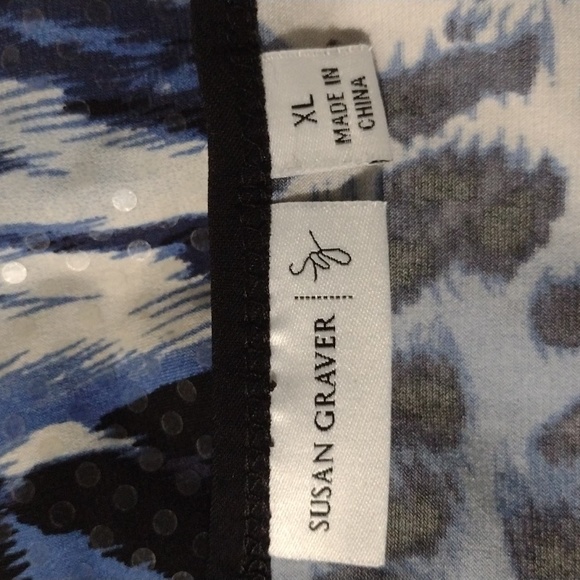 XL
MADE IN
CHINA
SUSAN GRAVER